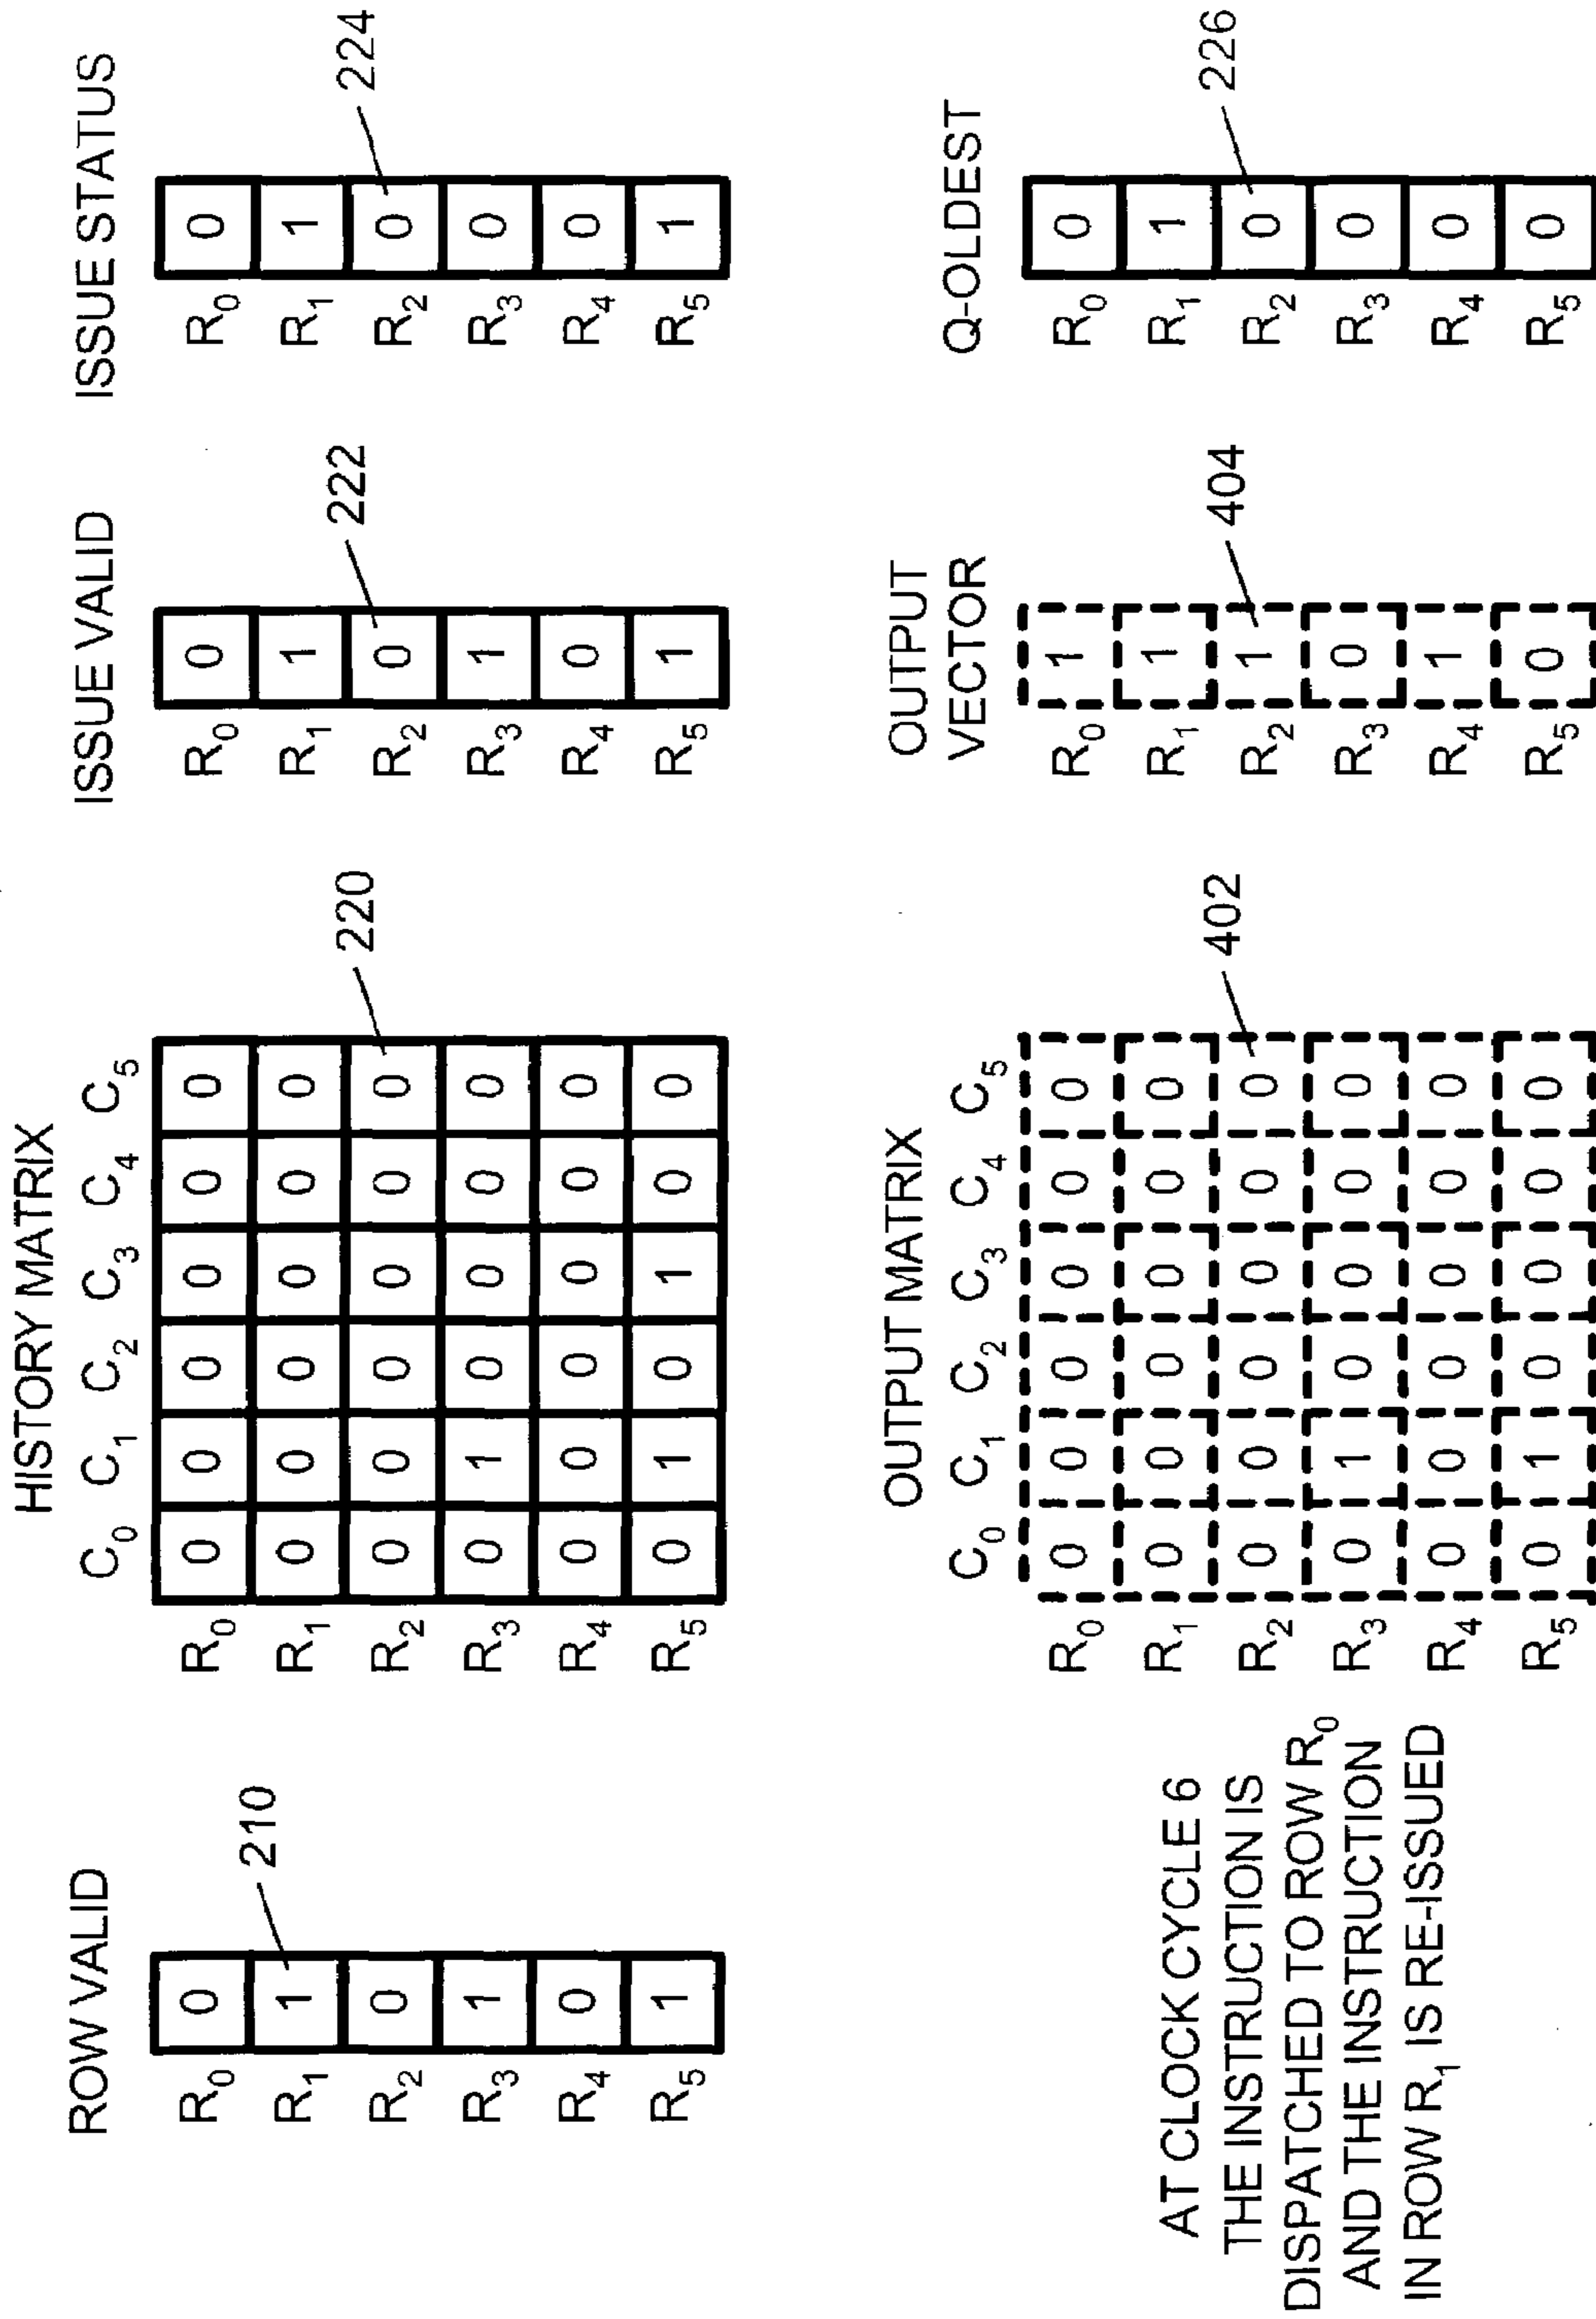 ROW VALID
R0 0
R1 1
R2 0
R3 1
R4 0
R5 1
210
HISTORY MATRIX
C0 C1 C2 C3 C4 C5
R0 0 0 0 0 0 0
R1 0 0 0 0 0 0
R2 0 0 0 0 0 0
R3 0 1 0 0 0 0
R4 0 0 0 0 0 0
R5 0 1 0 1 0 0
220
ISSUE VALID
R0 0
R1 1
R2 0
R3 1
R4 0
R5 1
222
ISSUE STATUS
R0 0
R1 1
R2 0
R3 0
R4 0
R5 1
224
AT CLOCK CYCLE 6
THE INSTRUCTION IS
DISPATCHED TO ROW R0
AND THE INSTRUCTION
IN ROW R1 IS RE-ISSUED
OUTPUT MATRIX
C0 C1 C2 C3 C4 C5
R0 0 0 0 0 0 0
R1 0 0 0 0 0 0
R2 0 0 0 0 0 0
R3 0 1 0 0 0 0
R4 0 0 0 0 0 0
R5 0 1 0 0 0 0
402
OUTPUT
VECTOR
R0 1
R1 1
R2 1
R3 0
R4 1
R5 0
404
Q-OLDEST
R0 0
R1 1
R2 0
R3 0
R4 0
R5 0
226